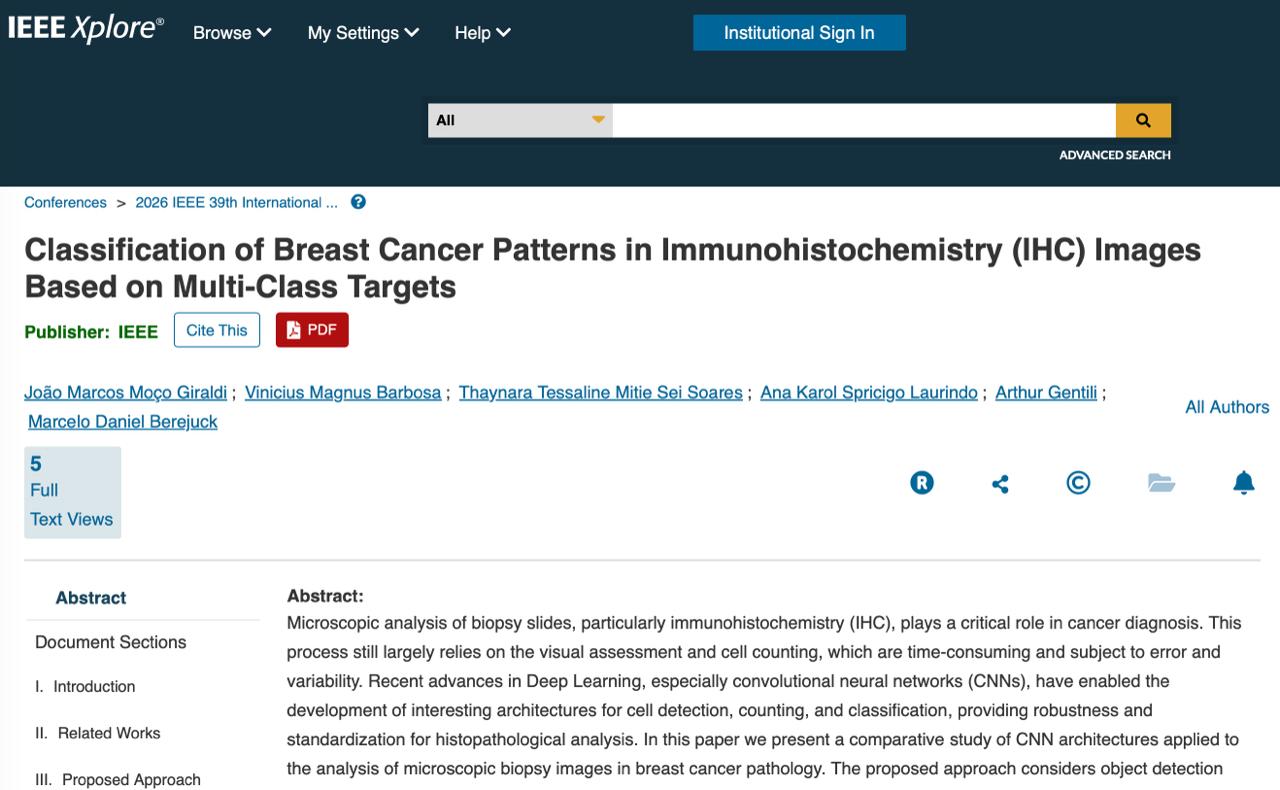 IEEE Xplore®
Browse My Settings Help Institutional Sign In
All
ADVANCED SEARCH
Conferences > 2026 IEEE 39th International ...
Classification of Breast Cancer Patterns in Immunohistochemistry (IHC) Images
Based on Multi-Class Targets
Publisher: IEEE Cite This PDF
João Marcos Moço Giraldi ; Vinicius Magnus Barbosa ; Thaynara Tessaline Mitie Sei Soares ; Ana Karol Spricigo Laurindo ; Arthur Gentili ;
Marcelo Daniel Berejuck
All Authors
5
Full
Text Views
R
©
Abstract
Document Sections
I. Introduction
II. Related Works
III. Proposed Approach
Abstract:
Microscopic analysis of biopsy slides, particularly immunohistochemistry (IHC), plays a critical role in cancer diagnosis. This
process still largely relies on the visual assessment and cell counting, which are time-consuming and subject to error and
variability. Recent advances in Deep Learning, especially convolutional neural networks (CNNs), have enabled the
development of interesting architectures for cell detection, counting, and classification, providing robustness and
standardization for histopathological analysis. In this paper we present a comparative study of CNN architectures applied to
the analysis of microscopic biopsy images in breast cancer pathology. The proposed approach considers object detection